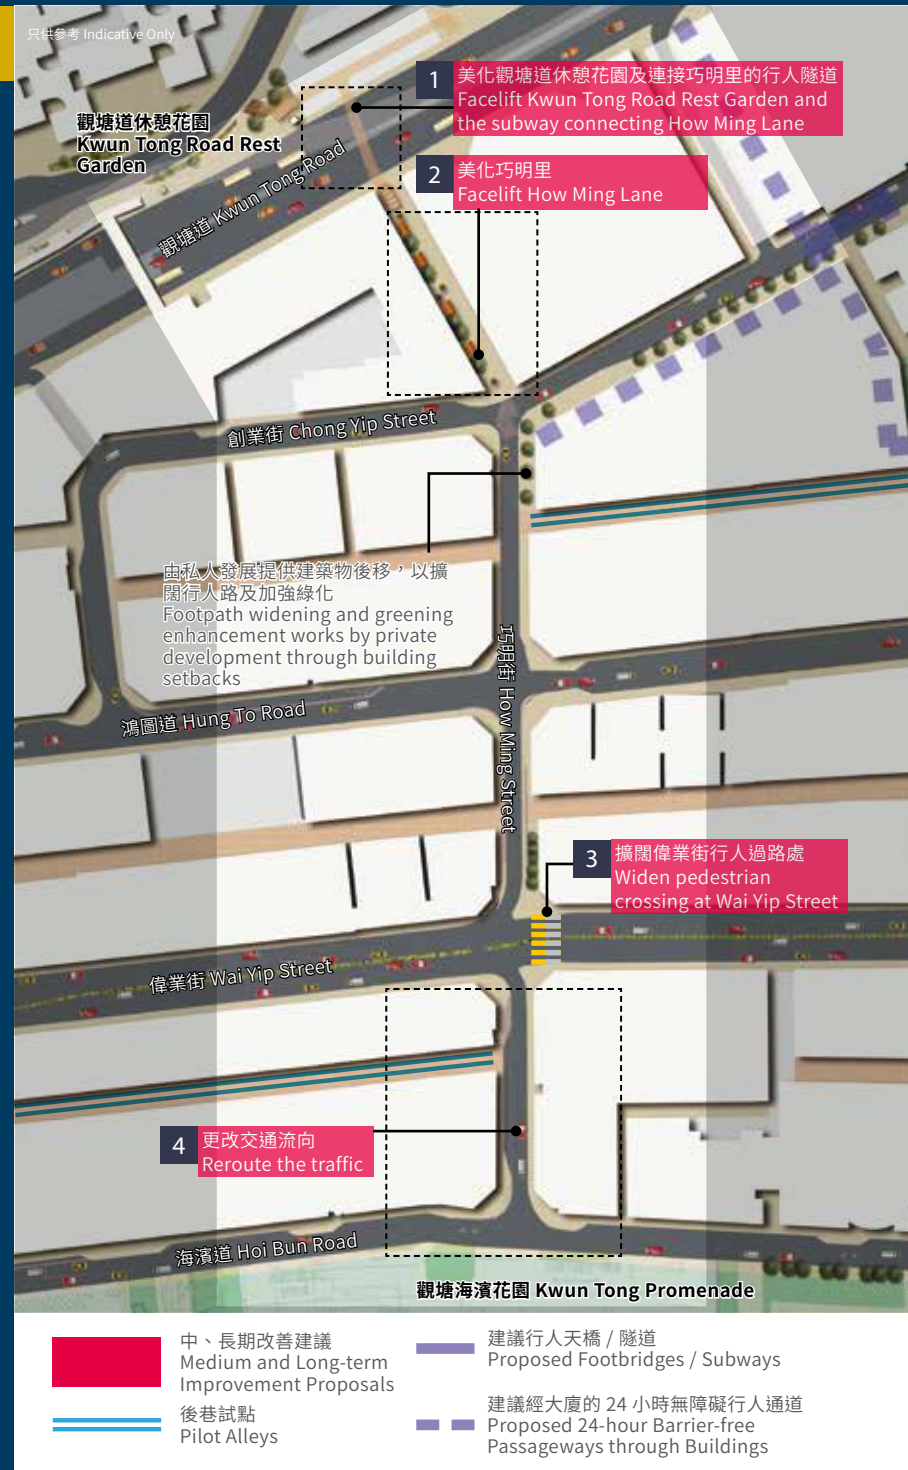 只供參考 Indicative Only
1
美化觀塘道休憩花園及連接巧明里的行人隧道
Facelift Kwun Tong Road Rest Garden and
the subway connecting How Ming Lane
觀塘道休憩花園
Kwun Tong Road Rest
Garden
2
美化巧明里
Facelift How Ming Lane
觀塘道 Kwun Tong Road
創業街 Chong Yip Street
由私人發展提供建築物後移，以擴
闊行人路及加強綠化
Footpath widening and greening
enhancement works by private
development through building
setbacks
巧明街 How Ming Street
鴻圖道 Hung To Road
3
擴闊偉業街行人過路處
Widen pedestrian
crossing at Wai Yip Street
偉業街 Wai Yip Street
4
更改交通流向
Reroute the traffic
海濱道 Hoi Bun Road
觀塘海濱花園 Kwun Tong Promenade
中、長期改善建議
Medium and Long-term
Improvement Proposals
後巷試點
Pilot Alleys
建議行人天橋 / 隧道
Proposed Footbridges / Subways
建議經大廈的 24 小時無障礙行人通道
Proposed 24-hour Barrier-free
Passageways through Buildings